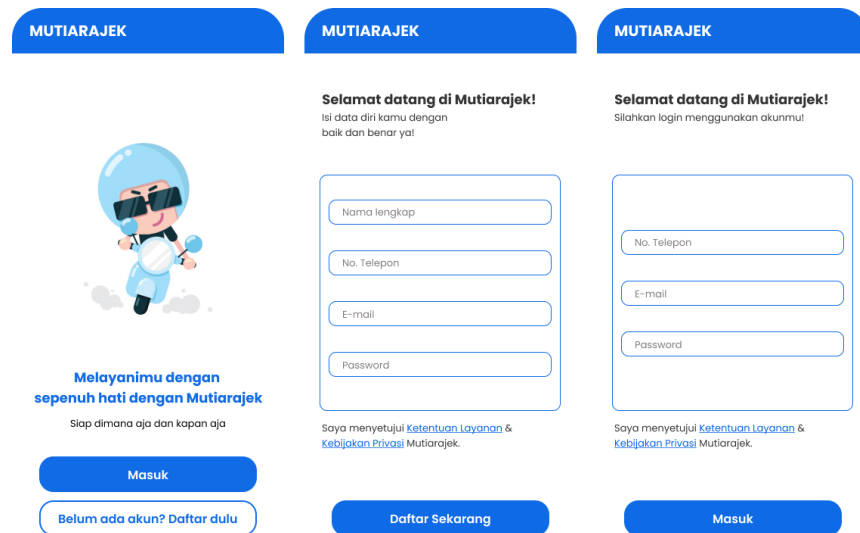 MUTIARAJEK
Melayanimu dengan
sepenuh hati dengan Mutiarajek
Siap dimana aja dan kapan aja
Masuk
Belum ada akun? Daftar dulu
MUTIARAJEK
Selamat datang di Mutiarajek!
Isi data diri kamu dengan
baik dan benar ya!
Nama lengkap
No. Telepon
E-mail
Password
Saya menyetujui Ketentuan Layanan &
Kebijakan Privasi Mutiarajek.
Daftar Sekarang
MUTIARAJEK
Selamat datang di Mutiarajek!
Silahkan login menggunakan akunmu!
No. Telepon
E-mail
Password
Saya menyetujui Ketentuan Layanan &
Kebijakan Privasi Mutiarajek.
Masuk